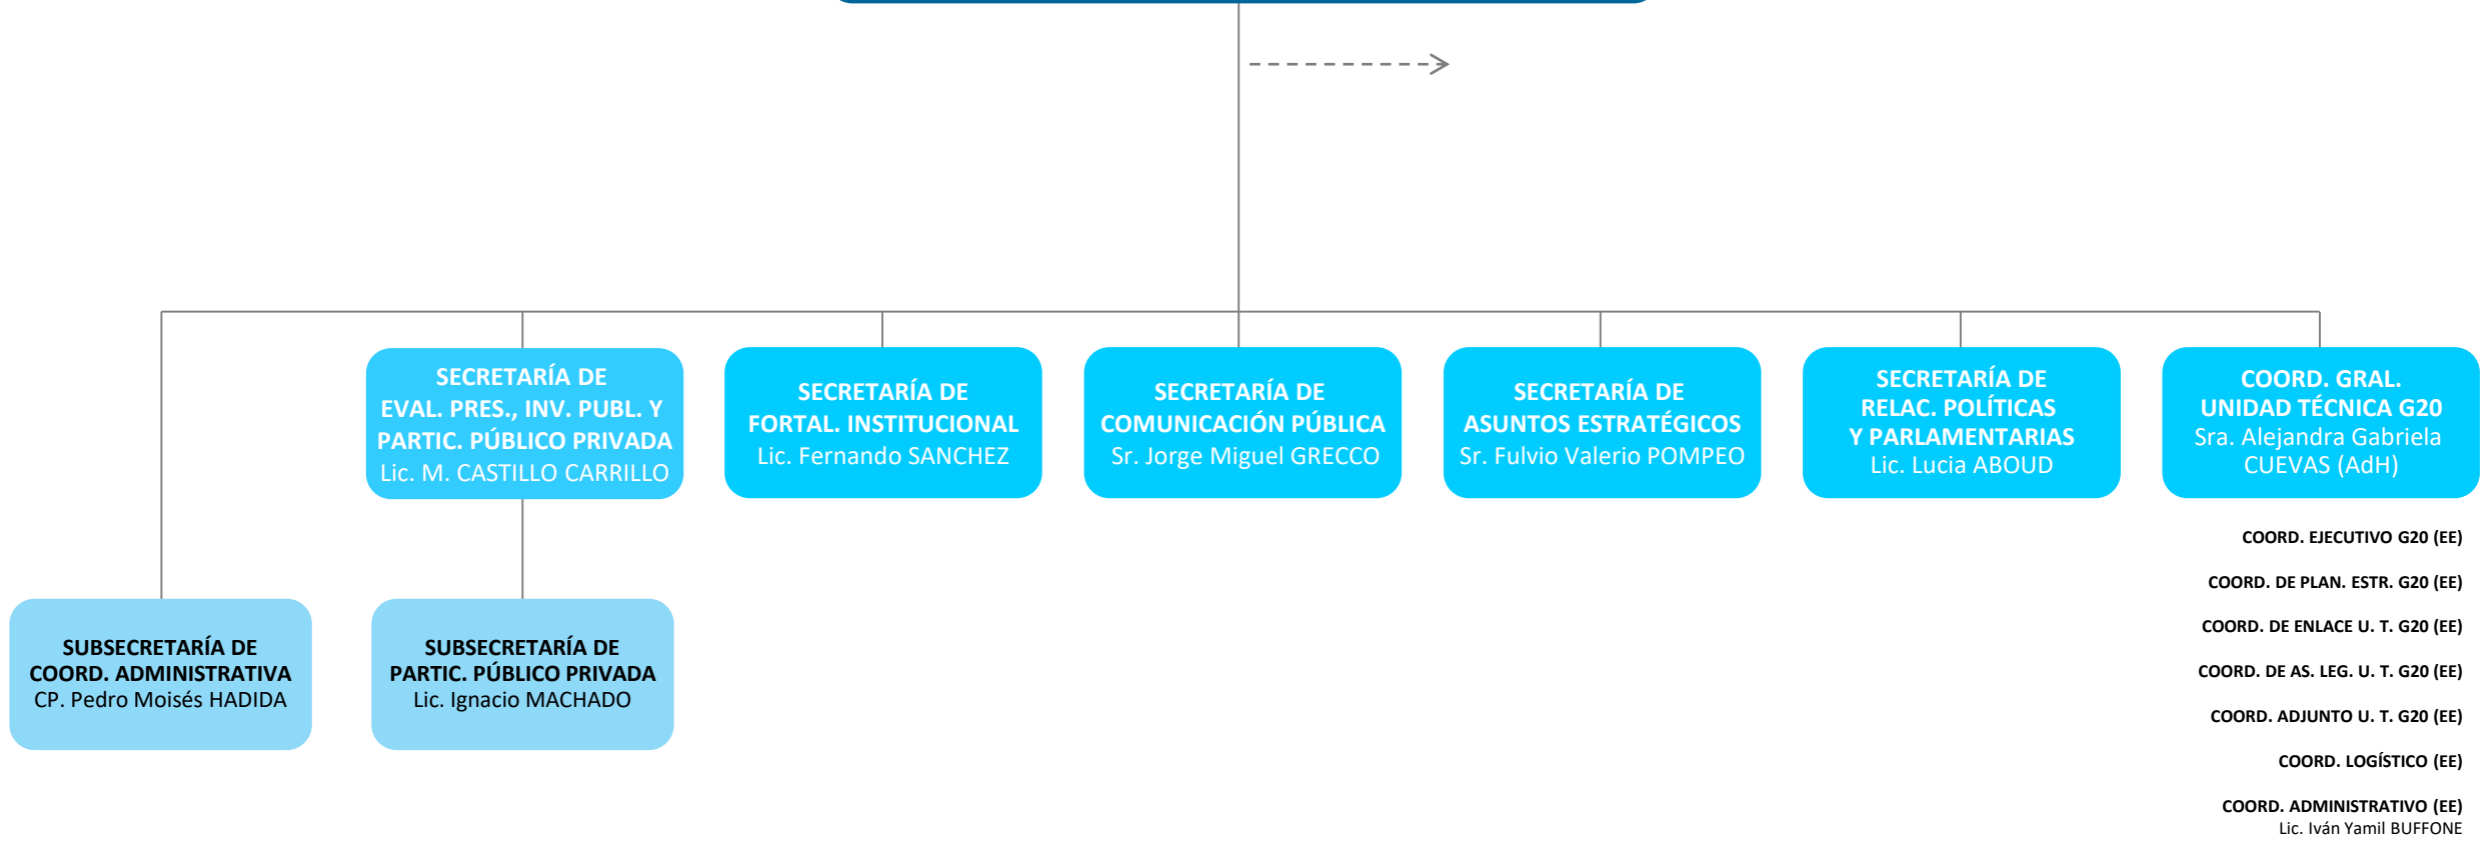 SECRETARÍA DE
EVAL. PRES., INV. PUBL. Y
PARTIC. PÚBLICO PRIVADA
Lic. M. CASTILLO CARRILLO
SECRETARÍA DE
FORTAL. INSTITUCIONAL
Lic. Fernando SANCHEZ
SECRETARÍA DE
COMUNICACIÓN PÚBLICA
Sr. Jorge Miguel GRECCO
SECRETARÍA DE
ASUNTOS ESTRATÉGICOS
Sr. Fulvio Valerio POMPEO
SECRETARÍA DE
RELAC. POLÍTICAS
Y PARLAMENTARIAS
Lic. Lucia ABOUD
COORD. GRAL.
UNIDAD TÉCNICA G20
Sra. Alejandra Gabriela
CUEVAS (AdH)
SUBSECRETARÍA DE
COORD. ADMINISTRATIVA
CP. Pedro Moisés HADIDA
SUBSECRETARÍA DE
PARTIC. PÚBLICO PRIVADA
Lic. Ignacio MACHADO
COORD. EJECUTIVO G20 (EE)
COORD. DE PLAN. ESTR. G20 (EE)
COORD. DE ENLACE U. T. G20 (EE)
COORD. DE AS. LEG. U. T. G20 (EE)
COORD. ADJUNTO U. T. G20 (EE)
COORD. LOGÍSTICO (EE)
COORD. ADMINISTRATIVO (EE)
Lic. Iván Yamil BUFFONE